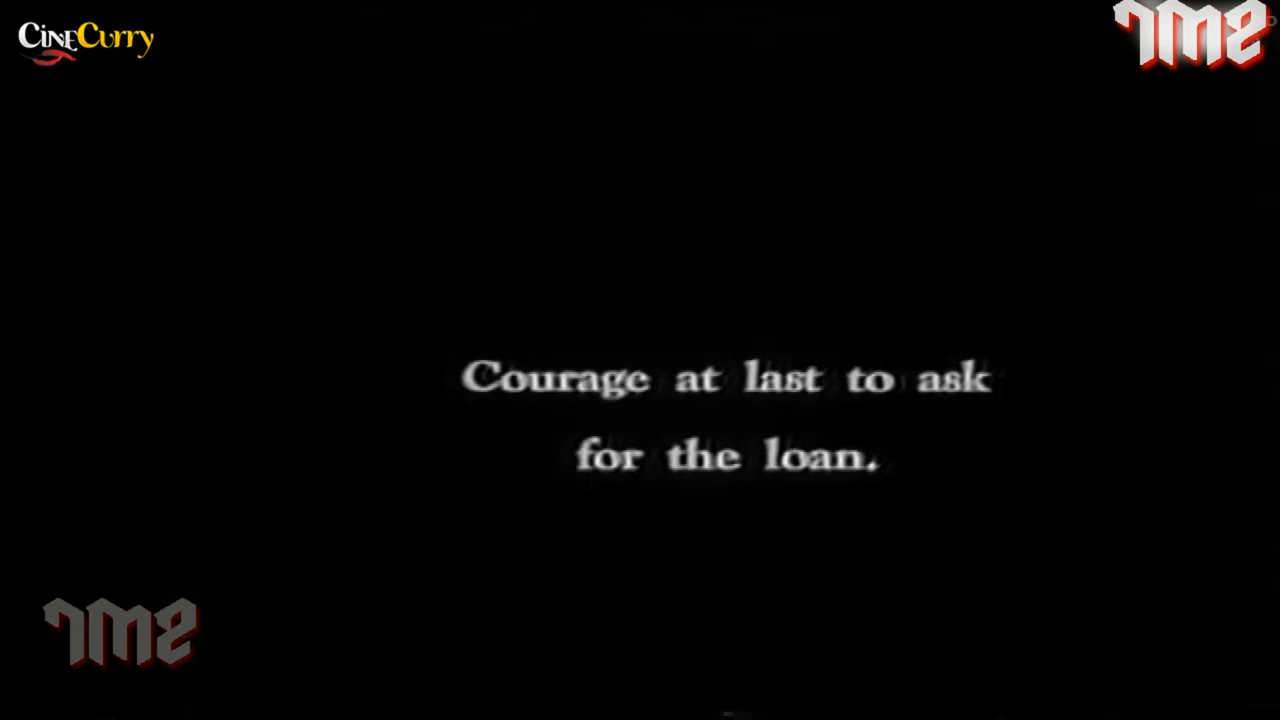 CineCurry
Courage at last to ask
for the loan.